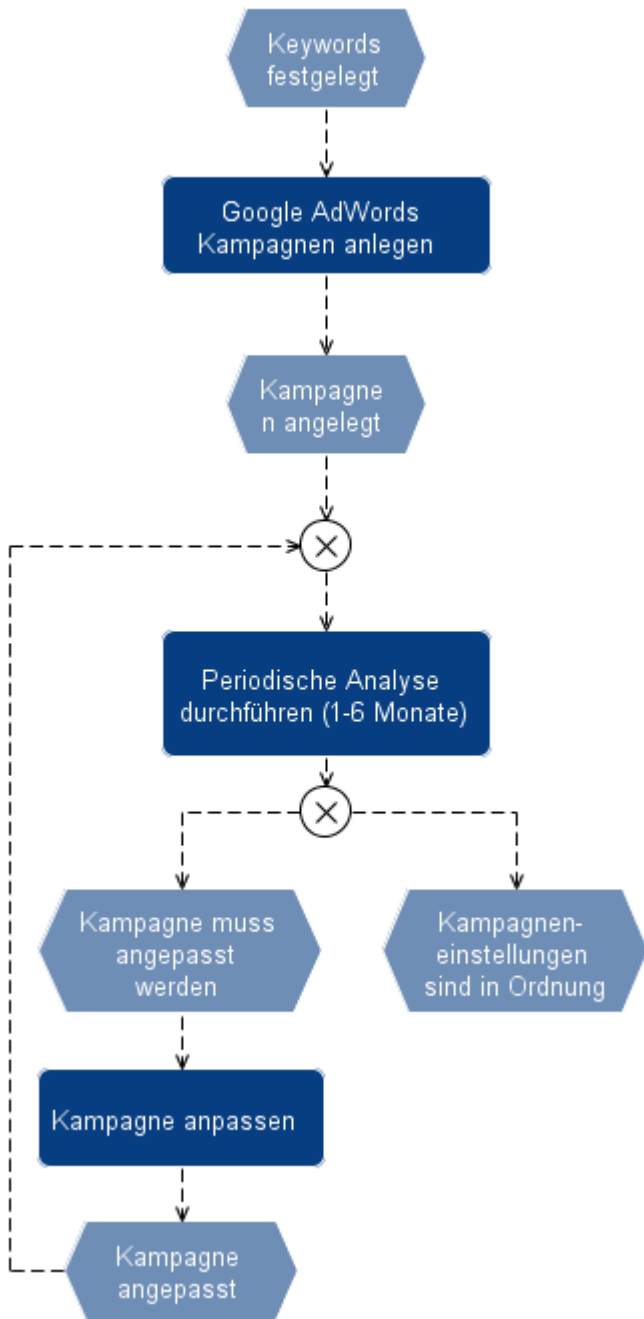 Keywords
festgelegt
Google AdWords
Kampagnen anlegen
Kampagne
n angelegt
Periodische Analyse
durchführen (1-6 Monate)
Kampagne muss
angepasst
werden
Kampagnen-
einstellungen
sind in Ordnung
Kampagne anpassen
Kampagne
angepasst